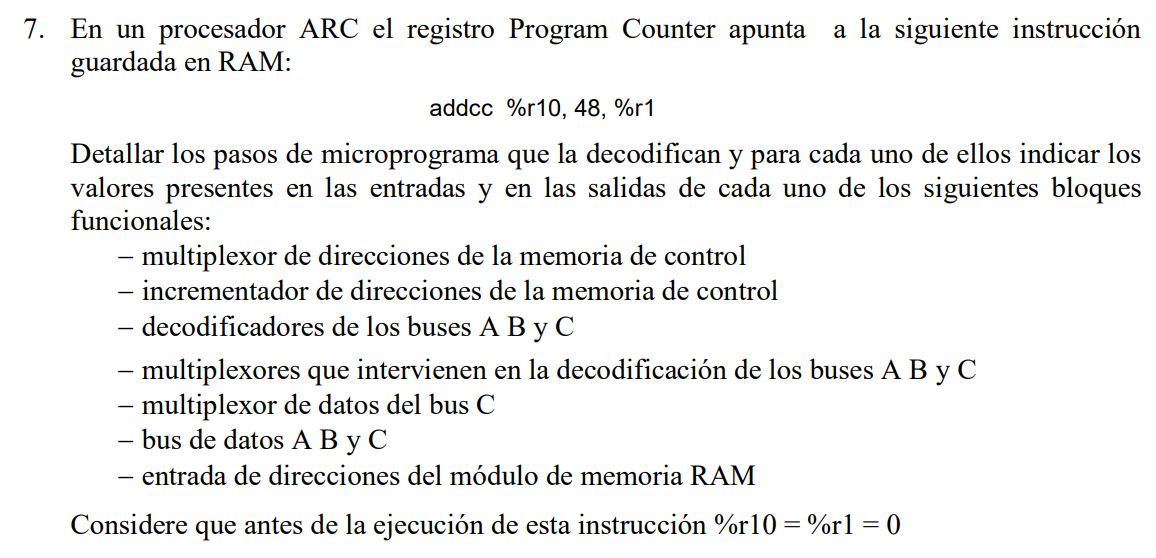 7. En un procesador ARC el registro Program Counter apunta a la siguiente instrucción
guardada en RAM:
addcc %r10, 48, %r1
Detallar los pasos de microprograma que la decodifican y para cada uno de ellos indicar los
valores presentes en las entradas y en las salidas de cada uno de los siguientes bloques
funcionales:
– multiplexor de direcciones de la memoria de control
– incrementador de direcciones de la memoria de control
– decodificadores de los buses A B y C
– multiplexores que intervienen en la decodificación de los buses A B y C
– multiplexor de datos del bus C
– bus de datos A B y C
– entrada de direcciones del módulo de memoria RAM
Considere que antes de la ejecución de esta instrucción %r10 = %r1 = 0